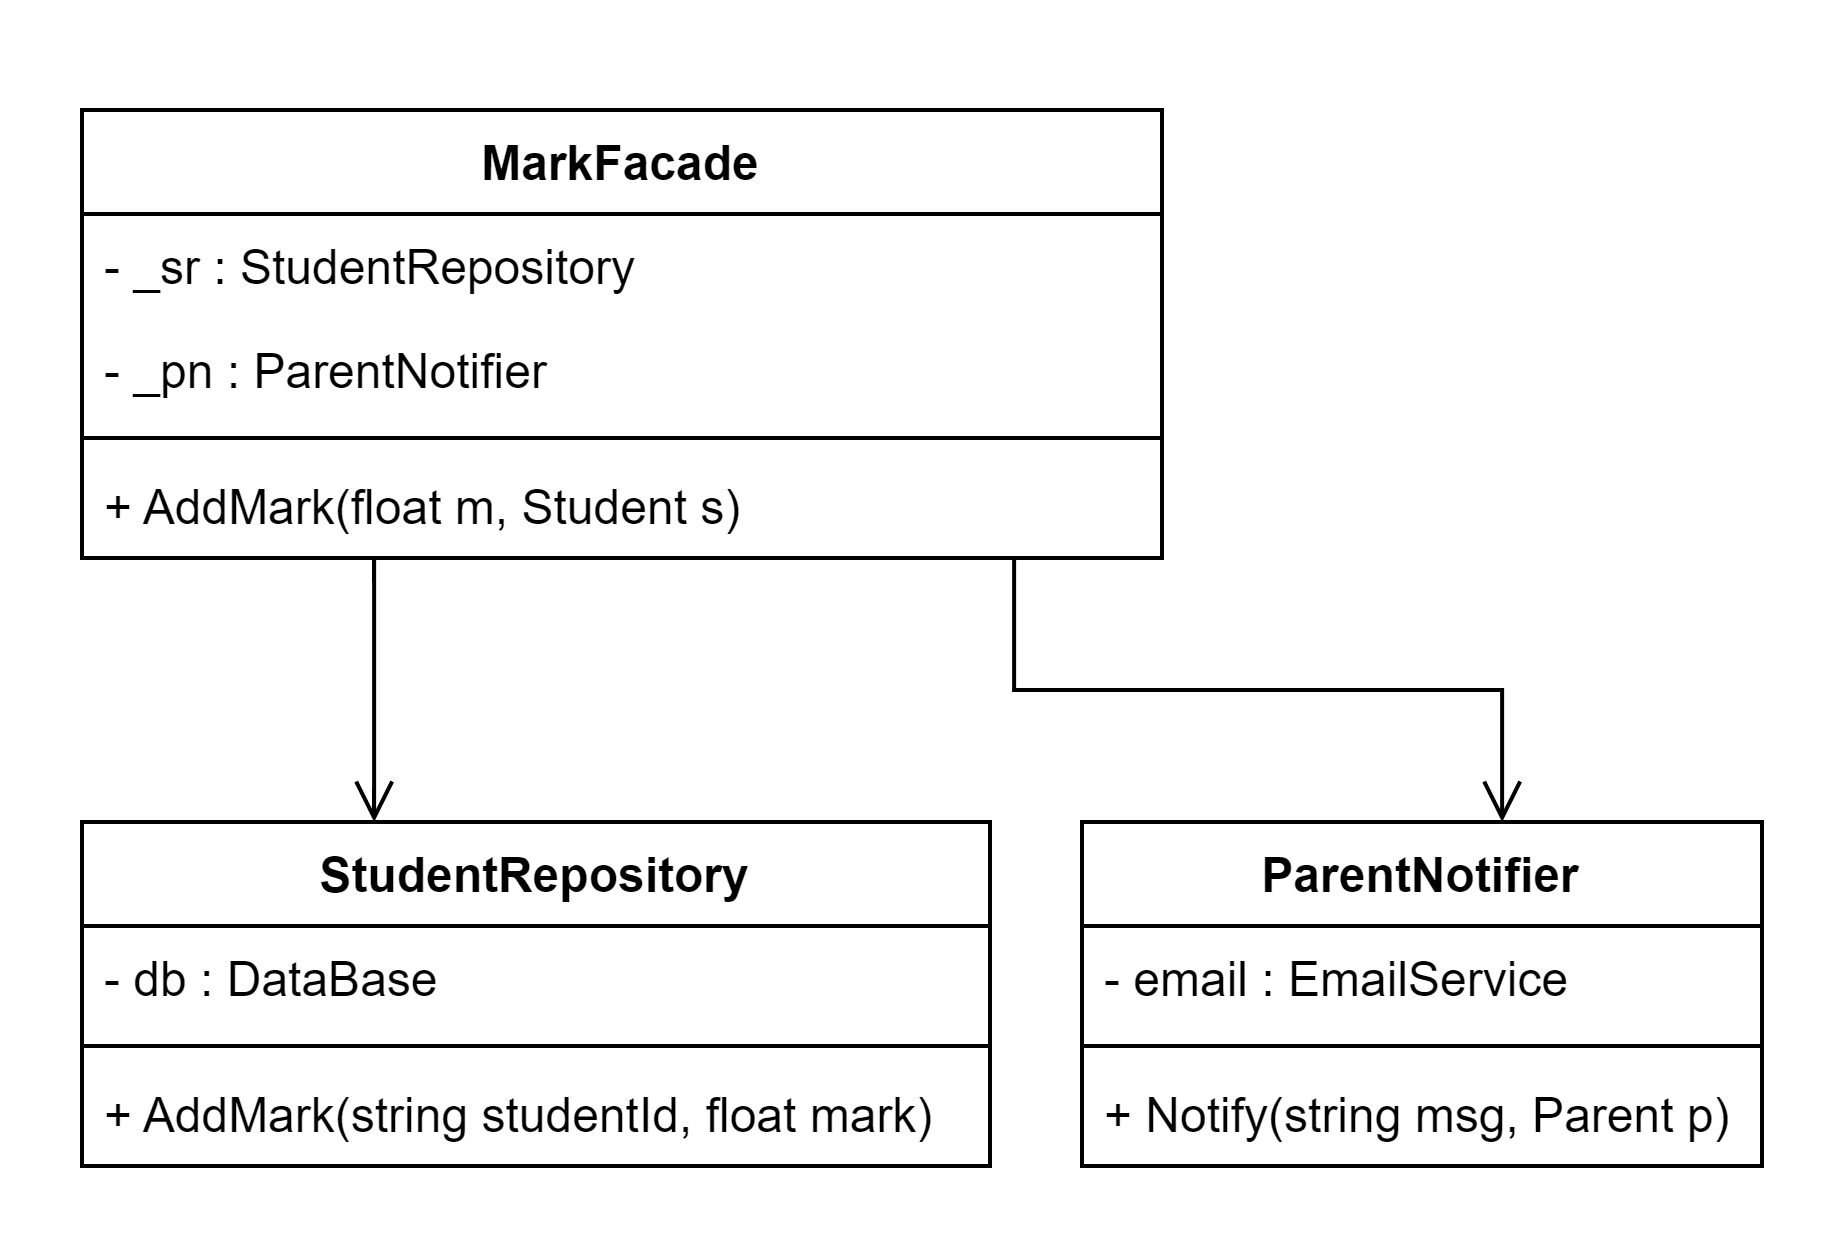 MarkFacade
- _sr : StudentRepository
- _pn : ParentNotifier
+ AddMark(float m, Student s)
StudentRepository
- db : DataBase
+ AddMark(string studentId, float mark)
ParentNotifier
- email : EmailService
+ Notify(string msg, Parent p)